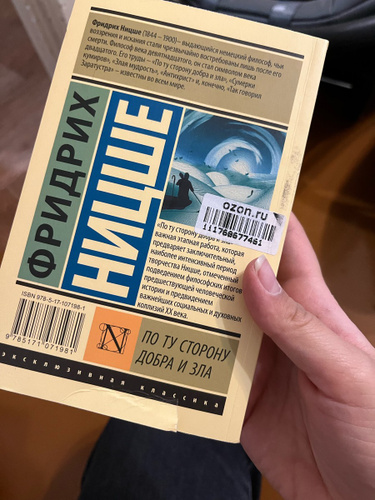 Фридрих Ницше (1844 – 1900) – выдающийся немецкий философ, чьи
воззрения и искания стали чрезвычайно востребованы лишь после его
смерти. Философ века девятнадцатого, он стал символом века
двадцатого. Его труды – «По ту сторону добра и зла», «Сумерки
кумиров», «Злая мудрость», «Антихрист» и, конечно, «Так говорил
Заратустра» – известны во всем мире.
ФРИДРИХ
НИЦШЕ
ozon.ru
111768677461
«По ту сторону добра и
важная этапная работа, которая
предваряет заключительный,
наиболее интенсивный период
творчества Ницше, отмеченный
подведением философских итогов
предшествующей человеческой
истории и предвидением
важнейших социальных и духовных
коллизий XX века.
ISBN 978-5-17-107198-1
9 785171 071981
N
ПО ТУ СТОРОНУ
ДОБРА И ЗЛА
ЭКСКЛЮЗИВНАЯ КЛАССИКА